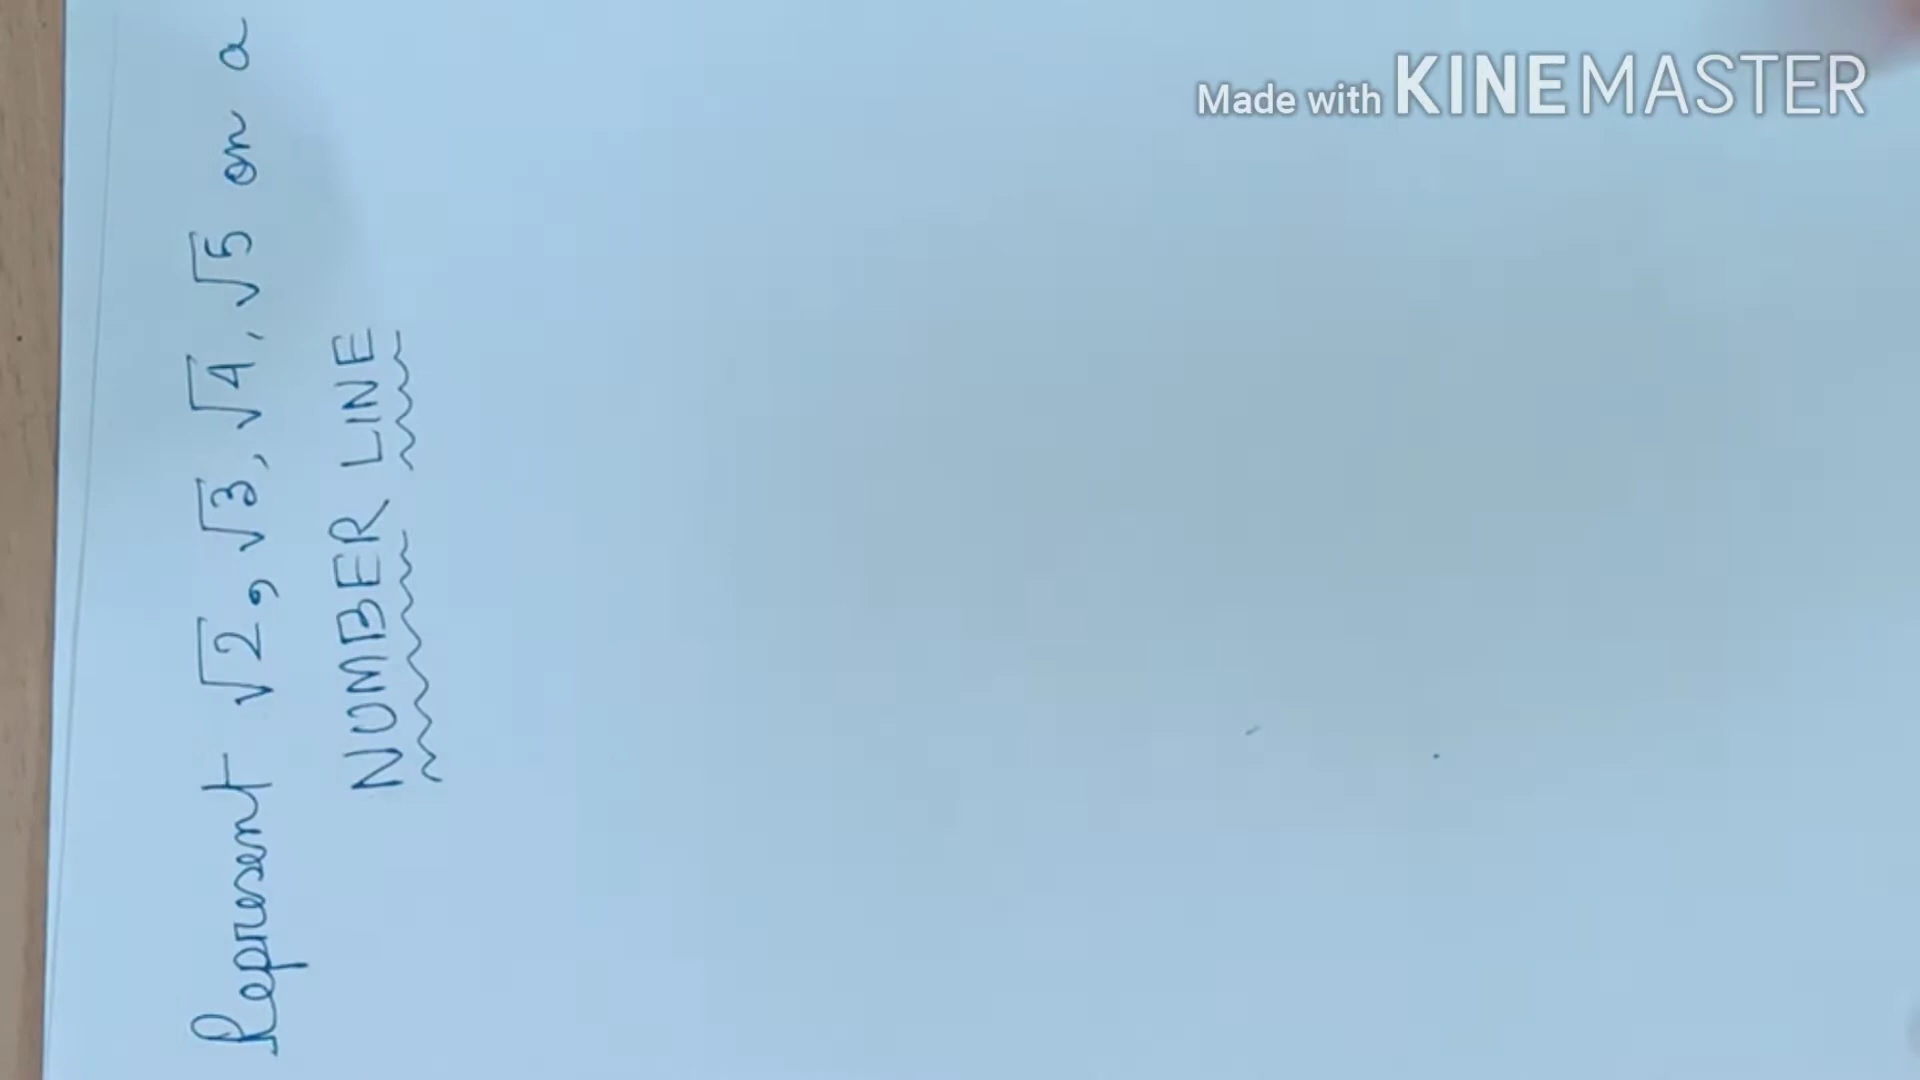 Represent √2, √3, √4, √5 on a
NUMBER LINE
Made with KINEMASTER